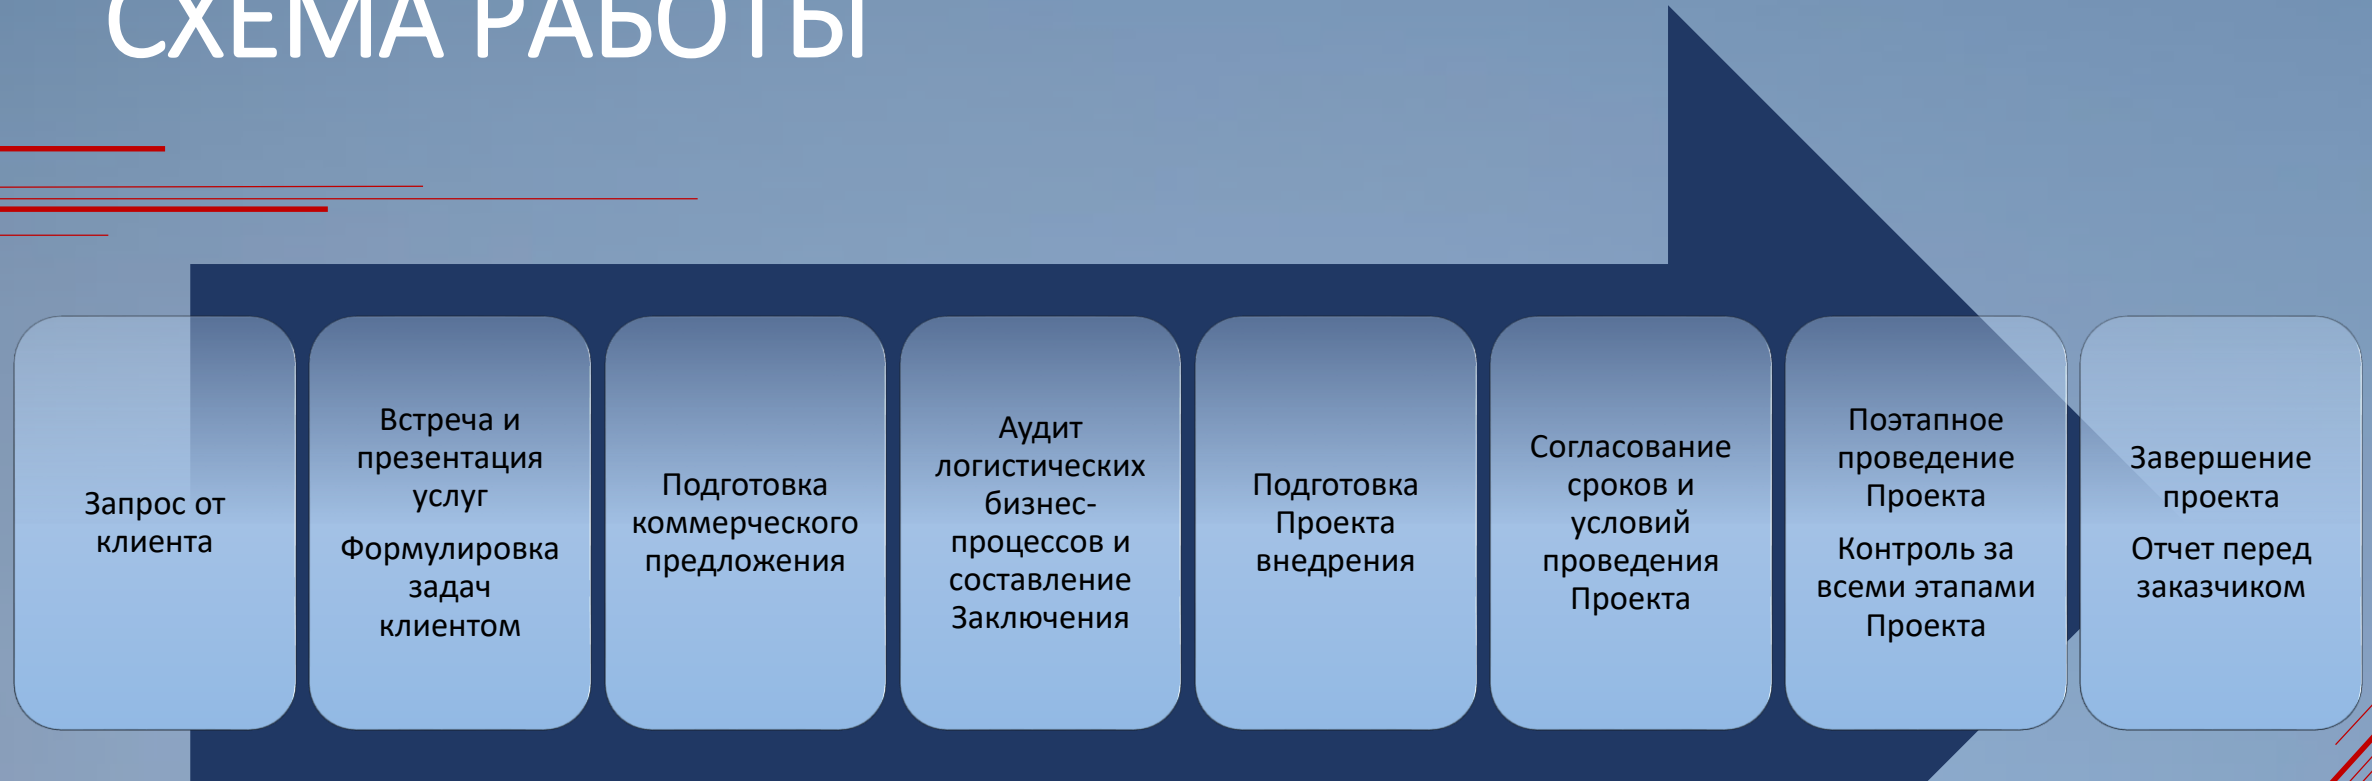 СХЕМА РАБОТЫ
Запрос от
клиента
Встреча и
презентация
услуг
Формулировка
задач
клиентом
Подготовка
коммерческого
предложения
Аудит
логистических
бизнес-
процессов и
составление
Заключения
Подготовка
Проекта
внедрения
Согласование
сроков и
условий
проведения
Проекта
Поэтапное
проведение
Проекта
Контроль за
всеми этапами
Проекта
Завершение
проекта
Отчет перед
заказчиком